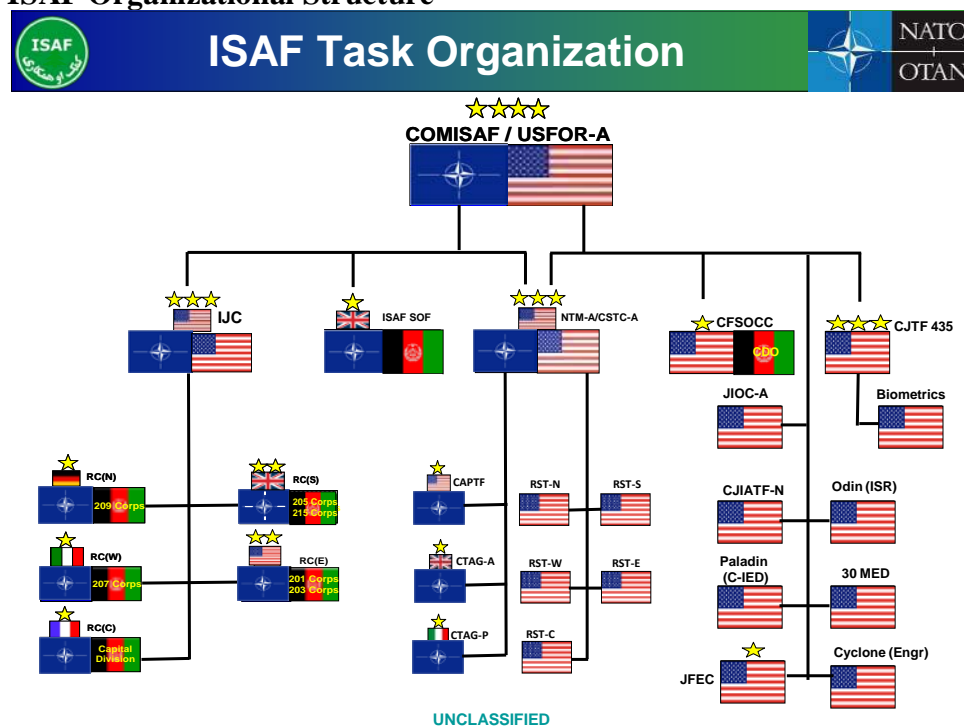 ISAF Organizational Structure
ISAF
کمک او همکاری
ISAF Task Organization
NATO
OTAN
COMISAF / USFOR-A
IJC
ISAF SOF
NTM-A/CSTC-A
CFSOCC
CDO
CJTF 435
JIOC-A
Biometrics
RC(N)
209 Corps
RC(S)
205 Corps
215 Corps
CAPTF
RST-N
RST-S
CJIATF-N
Odin (ISR)
RC(W)
207 Corps
RC(E)
201 Corps
203 Corps
CTAG-A
RST-W
RST-E
Paladin
(C-IED)
30 MED
RC(C)
Capital
Division
CTAG-P
RST-C
JFEC
Cyclone (Engr)
UNCLASSIFIED